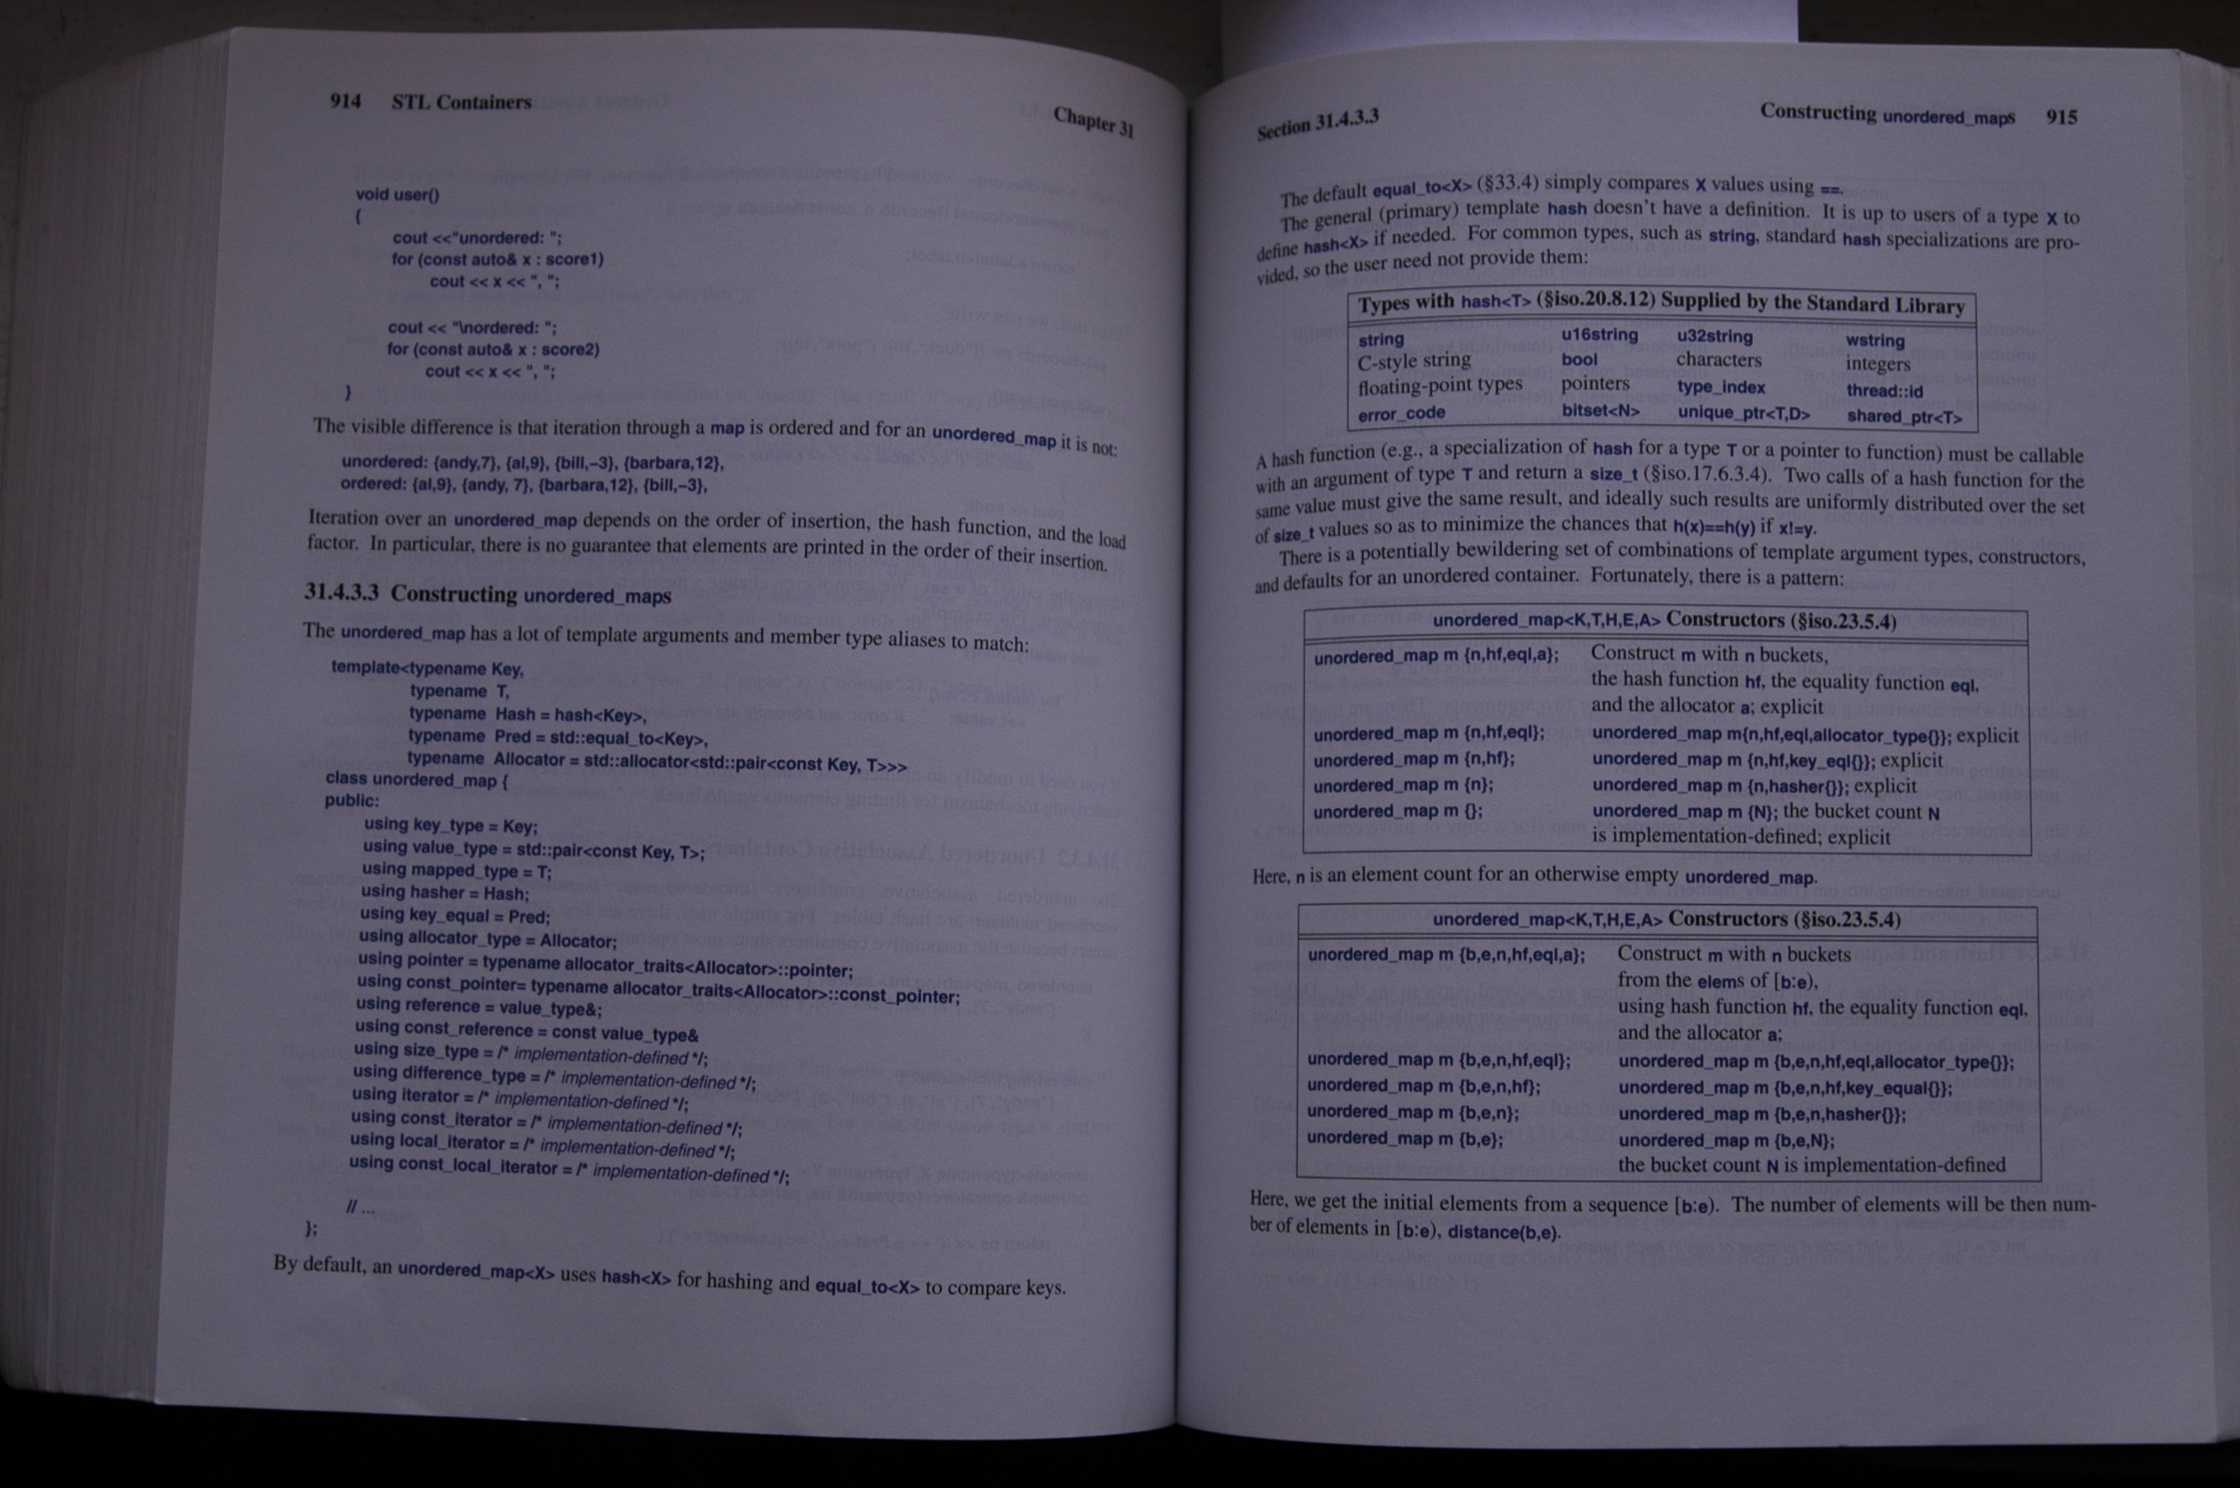 914 STL Containers Chapter 31
void user()
{
cout <<"unordered: ";
for (const auto& x : score1)
cout << x << ", ";
cout << "\nordered: ";
for (const auto& x : score2)
cout << x << ", ";
}
The visible difference is that iteration through a map is ordered and for an unordered_map it is not:
unordered: {andy,7}, {al,9}, {bill,–3}, {barbara,12},
ordered: {al,9}, {andy, 7}, {barbara,12}, {bill,–3},
Iteration over an unordered_map depends on the order of insertion, the hash function, and the load
factor. In particular, there is no guarantee that elements are printed in the order of their insertion.
31.4.3.3 Constructing unordered_maps
The unordered_map has a lot of template arguments and member type aliases to match:
template<typename Key,
typename T,
typename Hash = hash<Key>,
typename Pred = std::equal_to<Key>,
typename Allocator = std::allocator<std::pair<const Key, T>>>
class unordered_map {
public:
using key_type = Key;
using value_type = std::pair<const Key, T>;
using mapped_type = T;
using hasher = Hash;
using key_equal = Pred;
using allocator_type = Allocator;
using pointer = typename allocator_traits<Allocator>::pointer;
using const_pointer= typename allocator_traits<Allocator>::const_pointer;
using reference = value_type&;
using const_reference = const value_type&
using size_type = /* implementation-defined */;
using difference_type = /* implementation-defined */;
using iterator = /* implementation-defined */;
using const_iterator = /* implementation-defined */;
using local_iterator = /* implementation-defined */;
using const_local_iterator = /* implementation-defined */;
// ...
};
By default, an unordered_map<X> uses hash<X> for hashing and equal_to<X> to compare keys.
Section 31.4.3.3 Constructing unordered_maps 915
The default equal_to<X> (§33.4) simply compares X values using ==.
The general (primary) template hash doesn't have a definition. It is up to users of a type X to
define hash<X> if needed. For common types, such as string, standard hash specializations are pro-
vided, so the user need not provide them:
Types with hash<T> (§iso.20.8.12) Supplied by the Standard Library
string u16string u32string wstring
C-style string bool characters integers
floating-point types pointers type_index thread::id
error_code bitset<N> unique_ptr<T,D> shared_ptr<T>
A hash function (e.g., a specialization of hash for a type T or a pointer to function) must be callable
with an argument of type T and return a size_t (§iso.17.6.3.4). Two calls of a hash function for the
same value must give the same result, and ideally such results are uniformly distributed over the set
of size_t values so as to minimize the chances that h(x)==h(y) if x!=y.
There is a potentially bewildering set of combinations of template argument types, constructors,
and defaults for an unordered container. Fortunately, there is a pattern:
unordered_map<K,T,H,E,A> Constructors (§iso.23.5.4)
unordered_map m {n,hf,eql,a}; Construct m with n buckets,
the hash function hf, the equality function eql,
and the allocator a; explicit
unordered_map m {n,hf,eql}; unordered_map m{n,hf,eql,allocator_type{}}; explicit
unordered_map m {n,hf}; unordered_map m {n,hf,key_eql{}}; explicit
unordered_map m {n}; unordered_map m {n,hasher{}}; explicit
unordered_map m {}; unordered_map m {N}; the bucket count N
is implementation-defined; explicit
Here, n is an element count for an otherwise empty unordered_map.
unordered_map<K,T,H,E,A> Constructors (§iso.23.5.4)
unordered_map m {b,e,n,hf,eql,a}; Construct m with n buckets
from the elems of [b:e),
using hash function hf, the equality function eql,
and the allocator a;
unordered_map m {b,e,n,hf,eql}; unordered_map m {b,e,n,hf,eql,allocator_type{}};
unordered_map m {b,e,n,hf}; unordered_map m {b,e,n,hf,key_equal{}};
unordered_map m {b,e,n}; unordered_map m {b,e,n,hasher{}};
unordered_map m {b,e}; unordered_map m {b,e,N};
the bucket count N is implementation-defined
Here, we get the initial elements from a sequence [b:e). The number of elements will be then num-
ber of elements in [b:e), distance(b,e).